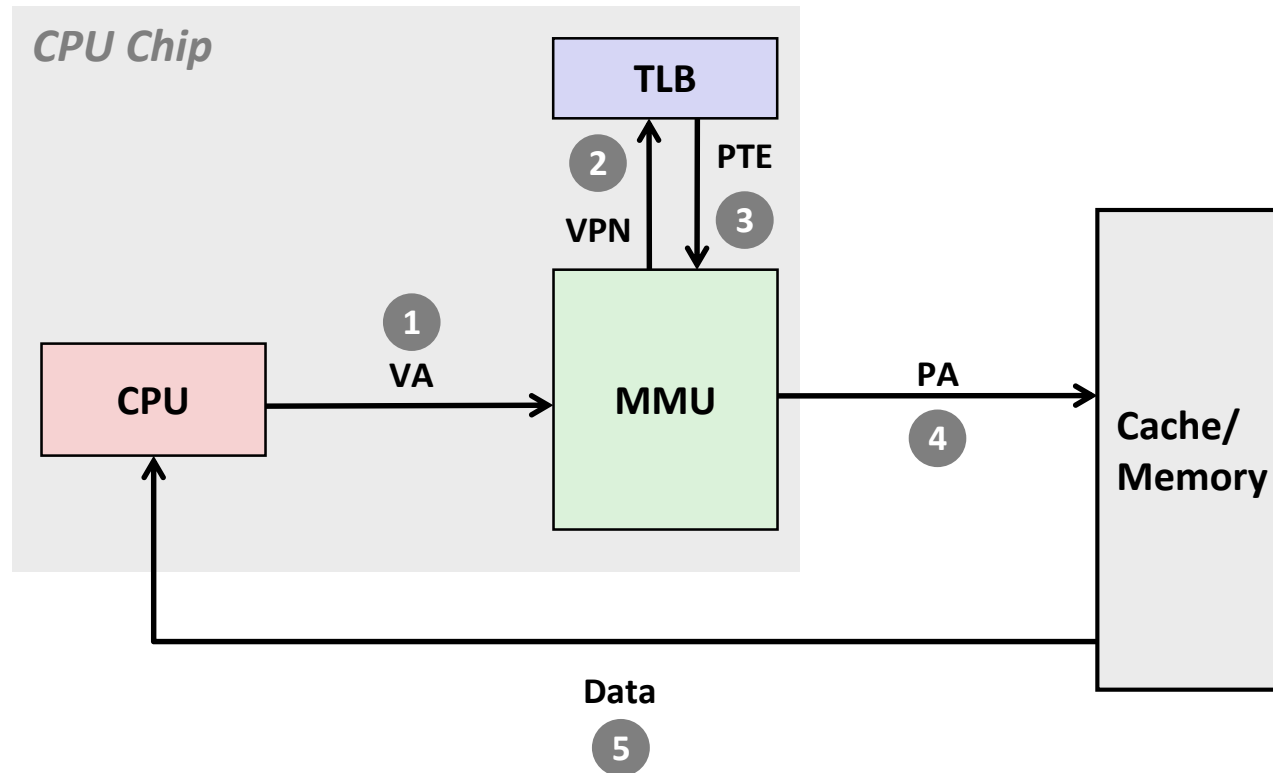 CPU Chip
TLB
2
PTE
VPN
3
1
VA
CPU
MMU
PA
4
Cache/
Memory
Data
5